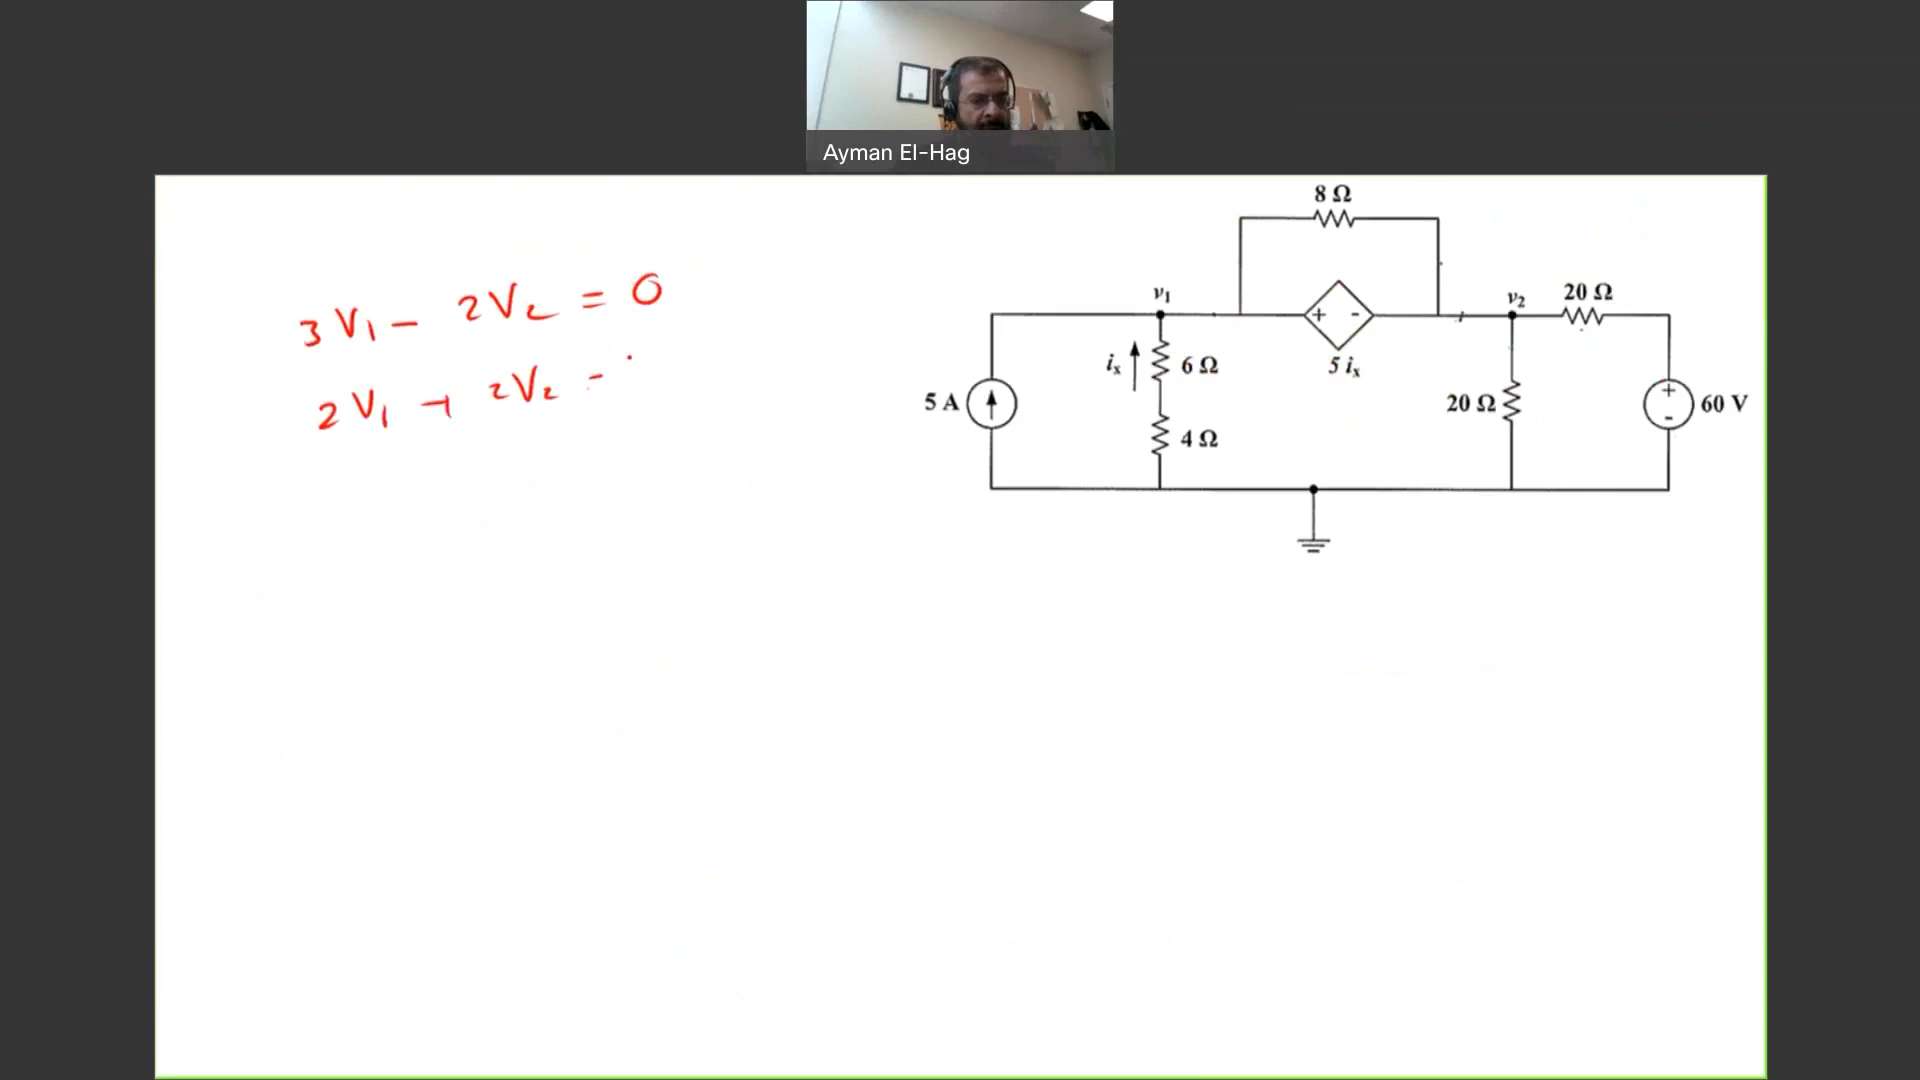 Ayman El-Hag
3V₁ - 2V₂ = 0
2V₁ + 2V₂ =
8 Ω
v₁
v₂
20 Ω
iₓ
6 Ω
+ -
5 iₓ
5 A
20 Ω
+
-
60 V
4 Ω